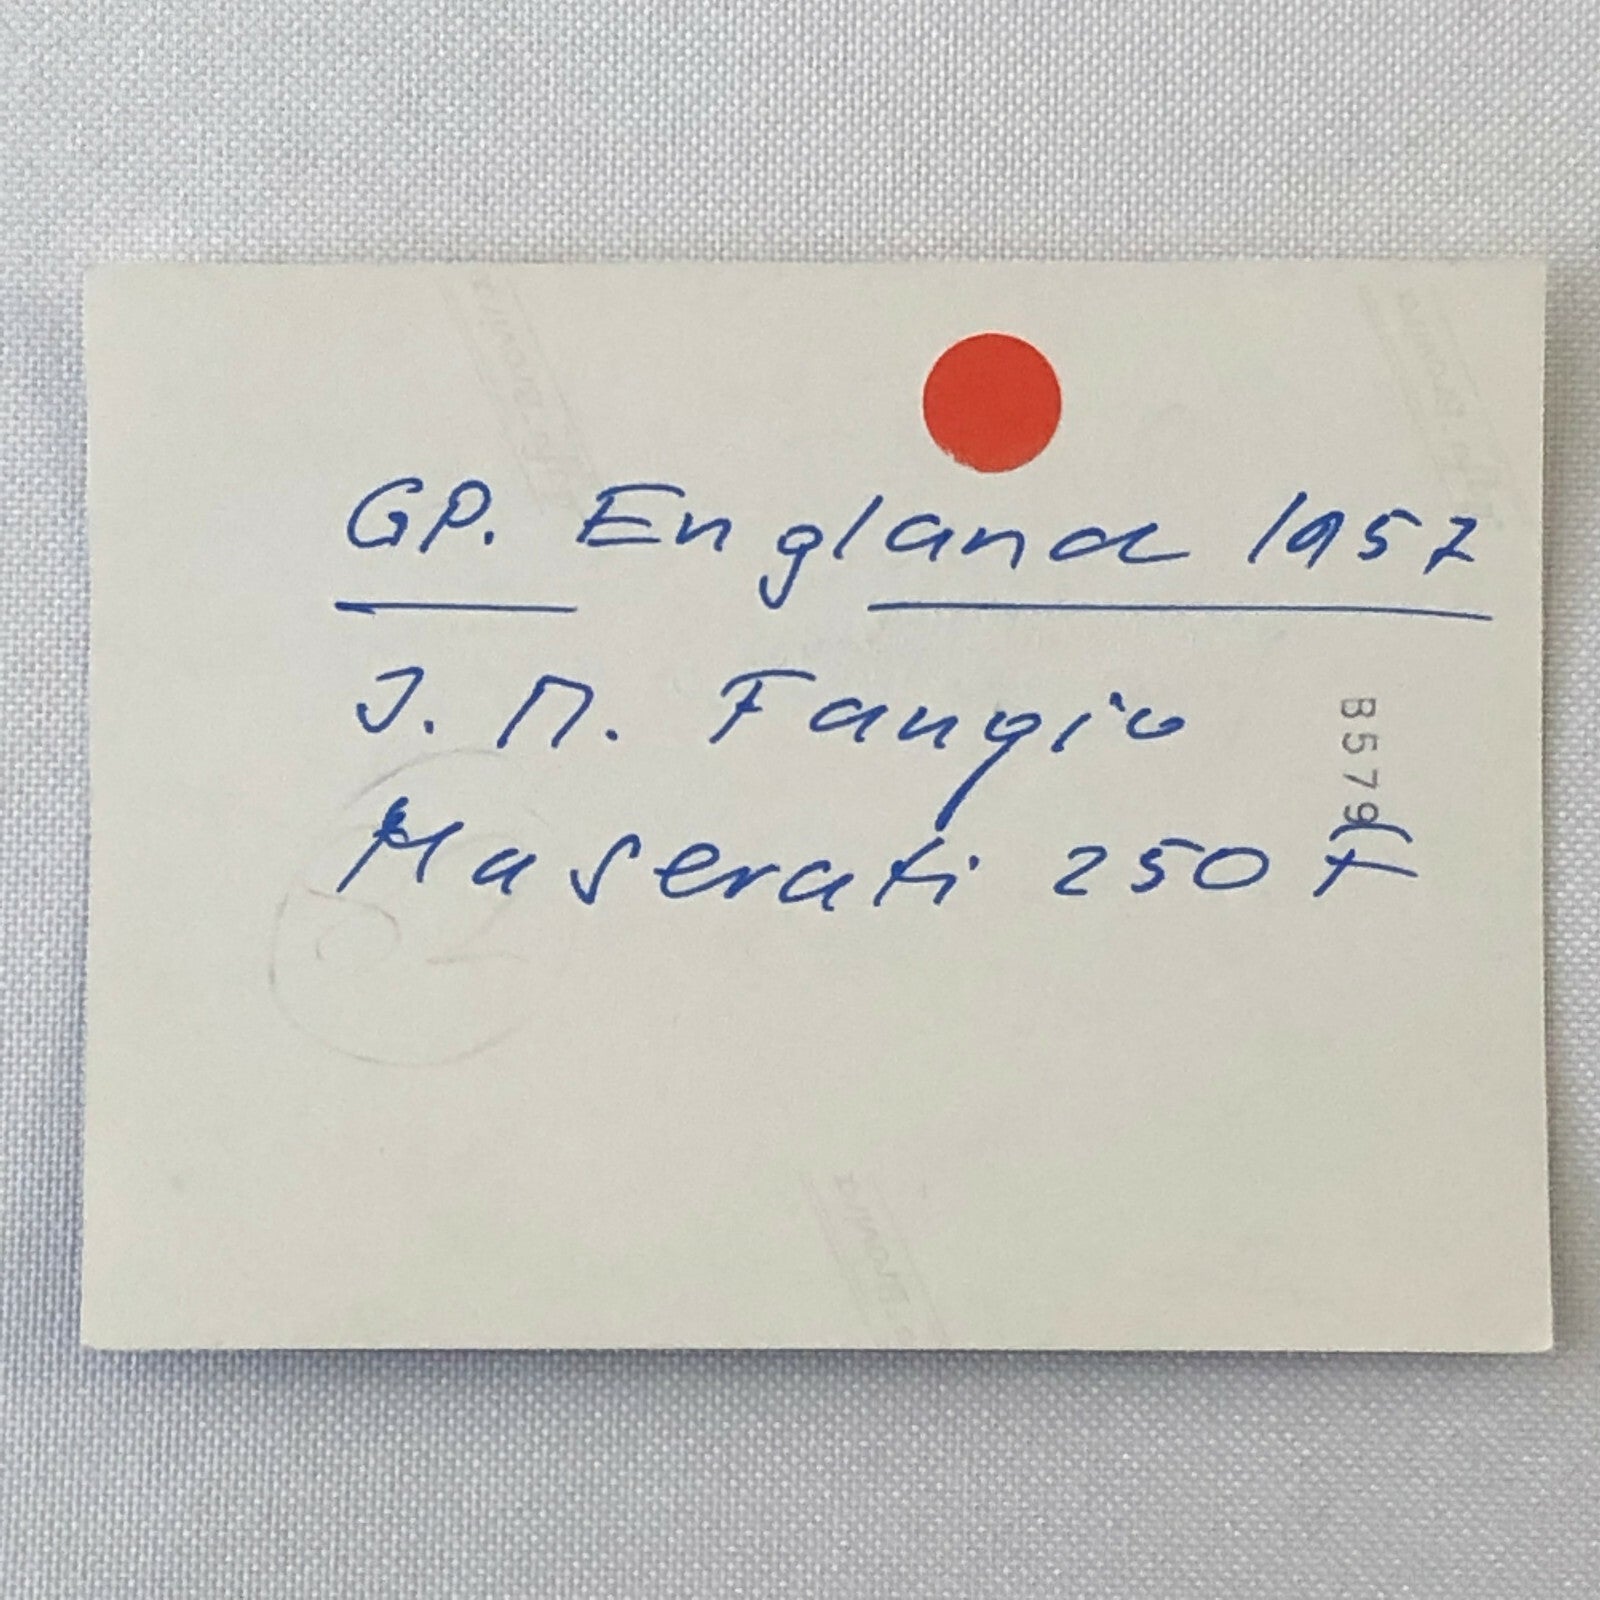 GP. England 1957
J. M. Fangio
Maserati 250 F
B579